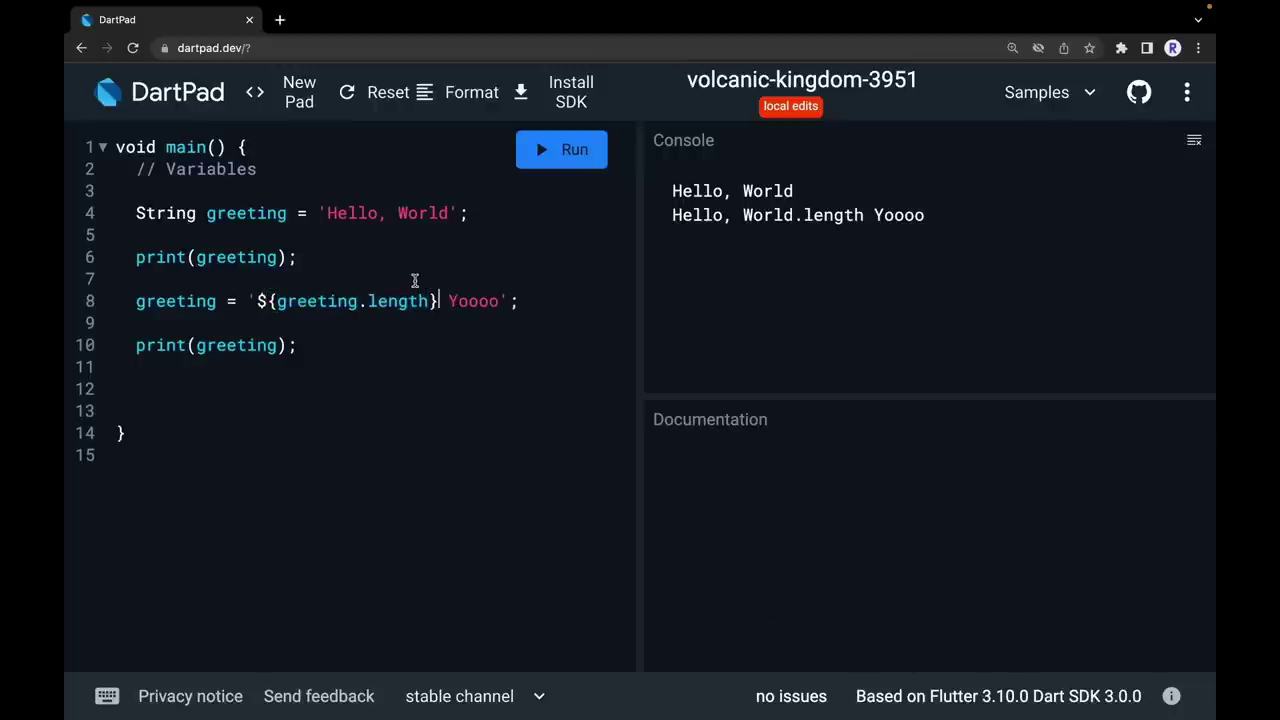 DartPad
dartpad.dev/?
R
DartPad
<> New Pad
Reset
Format
Install SDK
volcanic-kingdom-3951
local edits
Samples
1 void main() {
2 // Variables
3
4 String greeting = 'Hello, World';
5
6 print(greeting);
7
8 greeting = '${greeting.length} Yoooo';
9
10 print(greeting);
11
12
13
14 }
15
Run
Console
Hello, World
Hello, World.length Yoooo
Documentation
Privacy notice
Send feedback
stable channel
no issues
Based on Flutter 3.10.0 Dart SDK 3.0.0